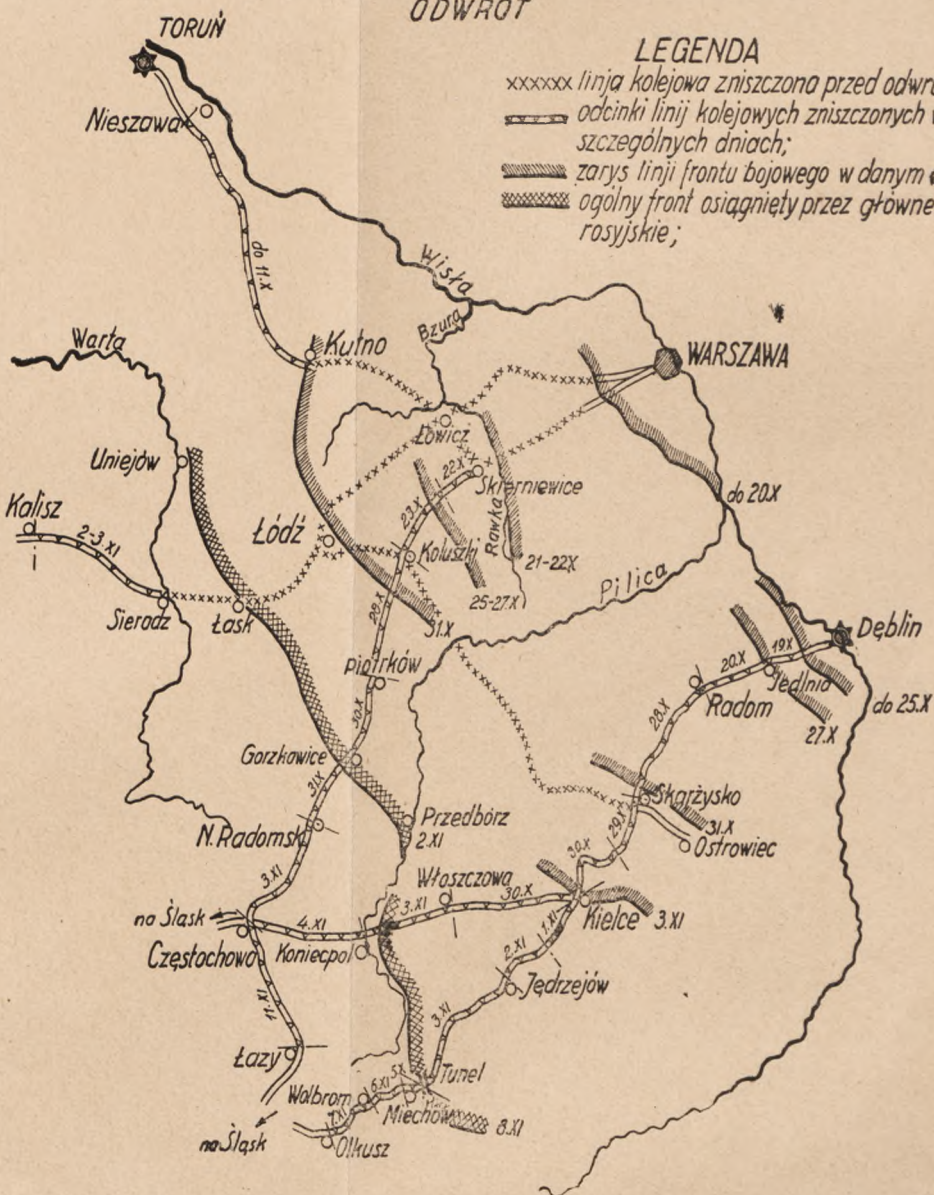 ODWRÓT
TORUŃ
LEGENDA
xxxxxx linja kolejowa zniszczona przed
odcinki linij kolejowych zniszczonych
szczególnych dniach;
zarys linji frontu bojowego w danym
ogólny front osiągnięty przez główne
rosyjskie;
Nieszawa
do 11.X
Wisła
Bzura
Warta
Kutno
WARSZAWA
Łowicz
Uniejów
22.X
Skierniewice
do 20.X
Kalisz
2-3.XI
Łódź
23.X
Rawka
Koluszki
21-22X
25-27.X
Pilica
28.X
Sieradz
Łask
31.X
Dęblin
Piotrków
20.X
19.X
Jedlnia
Radom
do 25.X
30.X
28.X
27.X
Gorzkowice
31.X
Skarżysko
N.Radomsk
Przedbórz
2.XI
29.X
31.X
Ostrowiec
30.X
3.XI
Włoszczowa
30.X
3.XI
na Śląsk
4.XI
Kielce 3.XI
Częstochowa
Koniecpol
1.XI
2.XI
Jędrzejów
11.XI
3.XI
Łazy
Tunel
5.X
6.XI
Wolbrom
Miechów
8.XI
7.XI
na Śląsk
Olkusz